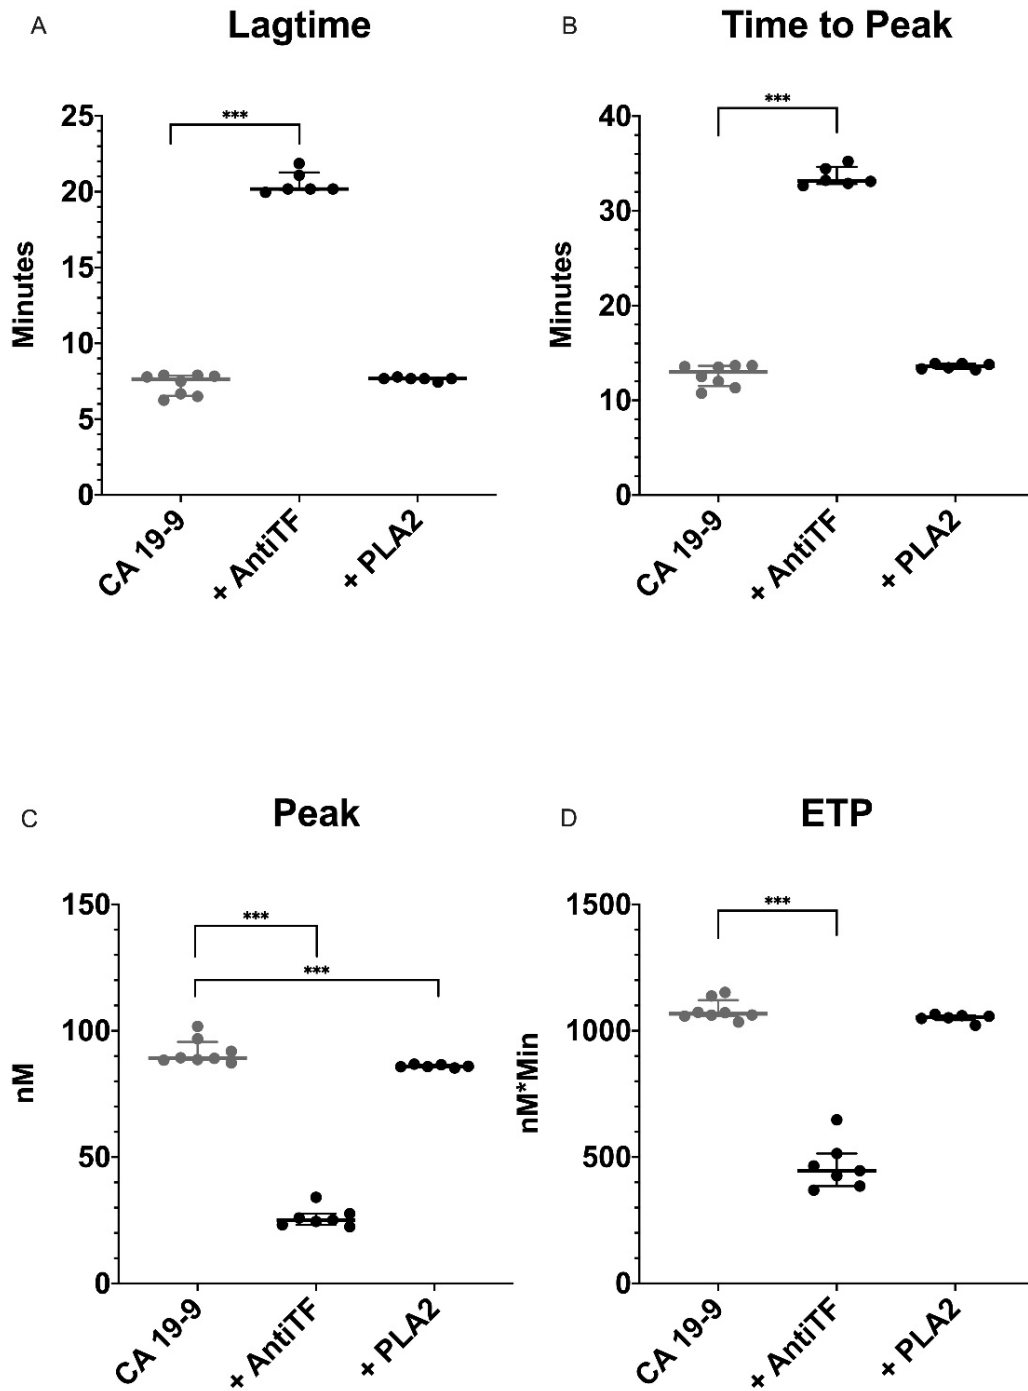 A
Lagtime
Minutes
25
20
15
10
5
0
***
CA 19-9
+ AntiTF
+ PLA2
B
Time to Peak
Minutes
40
30
20
10
0
***
CA 19-9
+ AntiTF
+ PLA2
C
Peak
nM
150
100
50
0
***
***
CA 19-9
+ AntiTF
+ PLA2
D
ETP
nM*Min
1500
1000
500
0
***
CA 19-9
+ AntiTF
+ PLA2